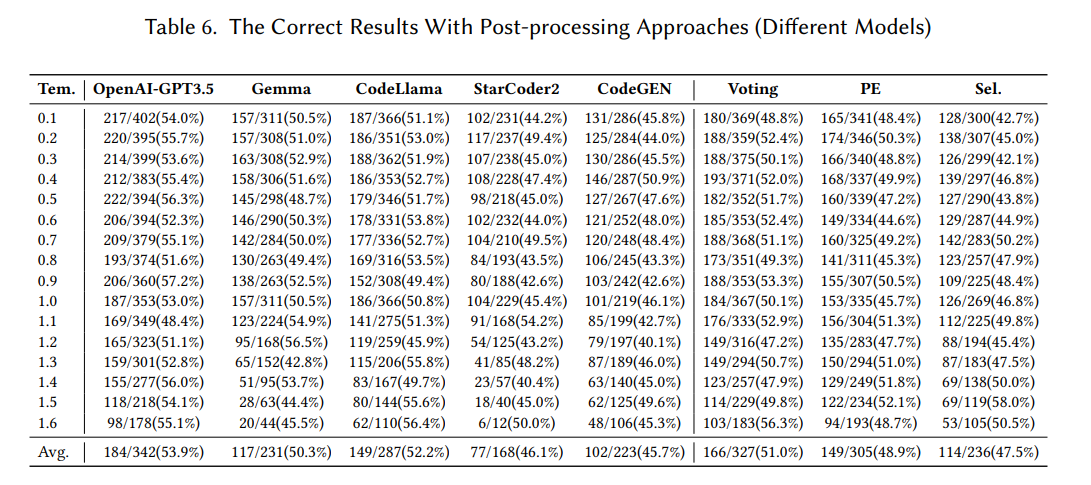 Table 6. The Correct Results With Post-processing Approaches (Different Models)
Tem. OpenAI-GPT3.5 Gemma CodeLlama StarCoder2 CodeGEN Voting PE Sel.
0.1 217/402(54.0%) 157/311(50.5%) 187/366(51.1%) 102/231(44.2%) 131/286(45.8%) 180/369(48.8%) 165/341(48.4%) 128/300(42.7%)
0.2 220/395(55.7%) 157/308(51.0%) 186/351(53.0%) 117/237(49.4%) 125/284(44.0%) 188/359(52.4%) 174/346(50.3%) 138/307(45.0%)
0.3 214/399(53.6%) 163/308(52.9%) 188/362(51.9%) 107/238(45.0%) 130/286(45.5%) 188/375(50.1%) 166/340(48.8%) 126/299(42.1%)
0.4 212/383(55.4%) 158/306(51.6%) 186/353(52.7%) 108/228(47.4%) 146/287(50.9%) 193/371(52.0%) 168/337(49.9%) 139/297(46.8%)
0.5 222/394(56.3%) 145/298(48.7%) 179/346(51.7%) 98/218(45.0%) 127/267(47.6%) 182/352(51.7%) 160/339(47.2%) 127/290(43.8%)
0.6 206/394(52.3%) 146/290(50.3%) 178/331(53.8%) 102/232(44.0%) 121/252(48.0%) 185/353(52.4%) 149/334(44.6%) 129/287(44.9%)
0.7 209/379(55.1%) 142/284(50.0%) 177/336(52.7%) 104/210(49.5%) 120/248(48.4%) 188/368(51.1%) 160/325(49.2%) 142/283(50.2%)
0.8 193/374(51.6%) 130/263(49.4%) 169/316(53.5%) 84/193(43.5%) 106/245(43.3%) 173/351(49.3%) 141/311(45.3%) 123/257(47.9%)
0.9 206/360(57.2%) 138/263(52.5%) 152/308(49.4%) 80/188(42.6%) 103/242(42.6%) 188/353(53.3%) 155/307(50.5%) 109/225(48.4%)
1.0 187/353(53.0%) 157/311(50.5%) 186/366(50.8%) 104/229(45.4%) 101/219(46.1%) 184/367(50.1%) 153/335(45.7%) 126/269(46.8%)
1.1 169/349(48.4%) 123/224(54.9%) 141/275(51.3%) 91/168(54.2%) 85/199(42.7%) 176/333(52.9%) 156/304(51.3%) 112/225(49.8%)
1.2 165/323(51.1%) 95/168(56.5%) 119/259(45.9%) 54/125(43.2%) 79/197(40.1%) 149/316(47.2%) 135/283(47.7%) 88/194(45.4%)
1.3 159/301(52.8%) 65/152(42.8%) 115/206(55.8%) 41/85(48.2%) 87/189(46.0%) 149/294(50.7%) 150/294(51.0%) 87/183(47.5%)
1.4 155/277(56.0%) 51/95(53.7%) 83/167(49.7%) 23/57(40.4%) 63/140(45.0%) 123/257(47.9%) 129/249(51.8%) 69/138(50.0%)
1.5 118/218(54.1%) 28/63(44.4%) 80/144(55.6%) 18/40(45.0%) 62/125(49.6%) 114/229(49.8%) 122/234(52.1%) 69/119(58.0%)
1.6 98/178(55.1%) 20/44(45.5%) 62/110(56.4%) 6/12(50.0%) 48/106(45.3%) 103/183(56.3%) 94/193(48.7%) 53/105(50.5%)
Avg. 184/342(53.9%) 117/231(50.3%) 149/287(52.2%) 77/168(46.1%) 102/223(45.7%) 166/327(51.0%) 149/305(48.9%) 114/236(47.5%)